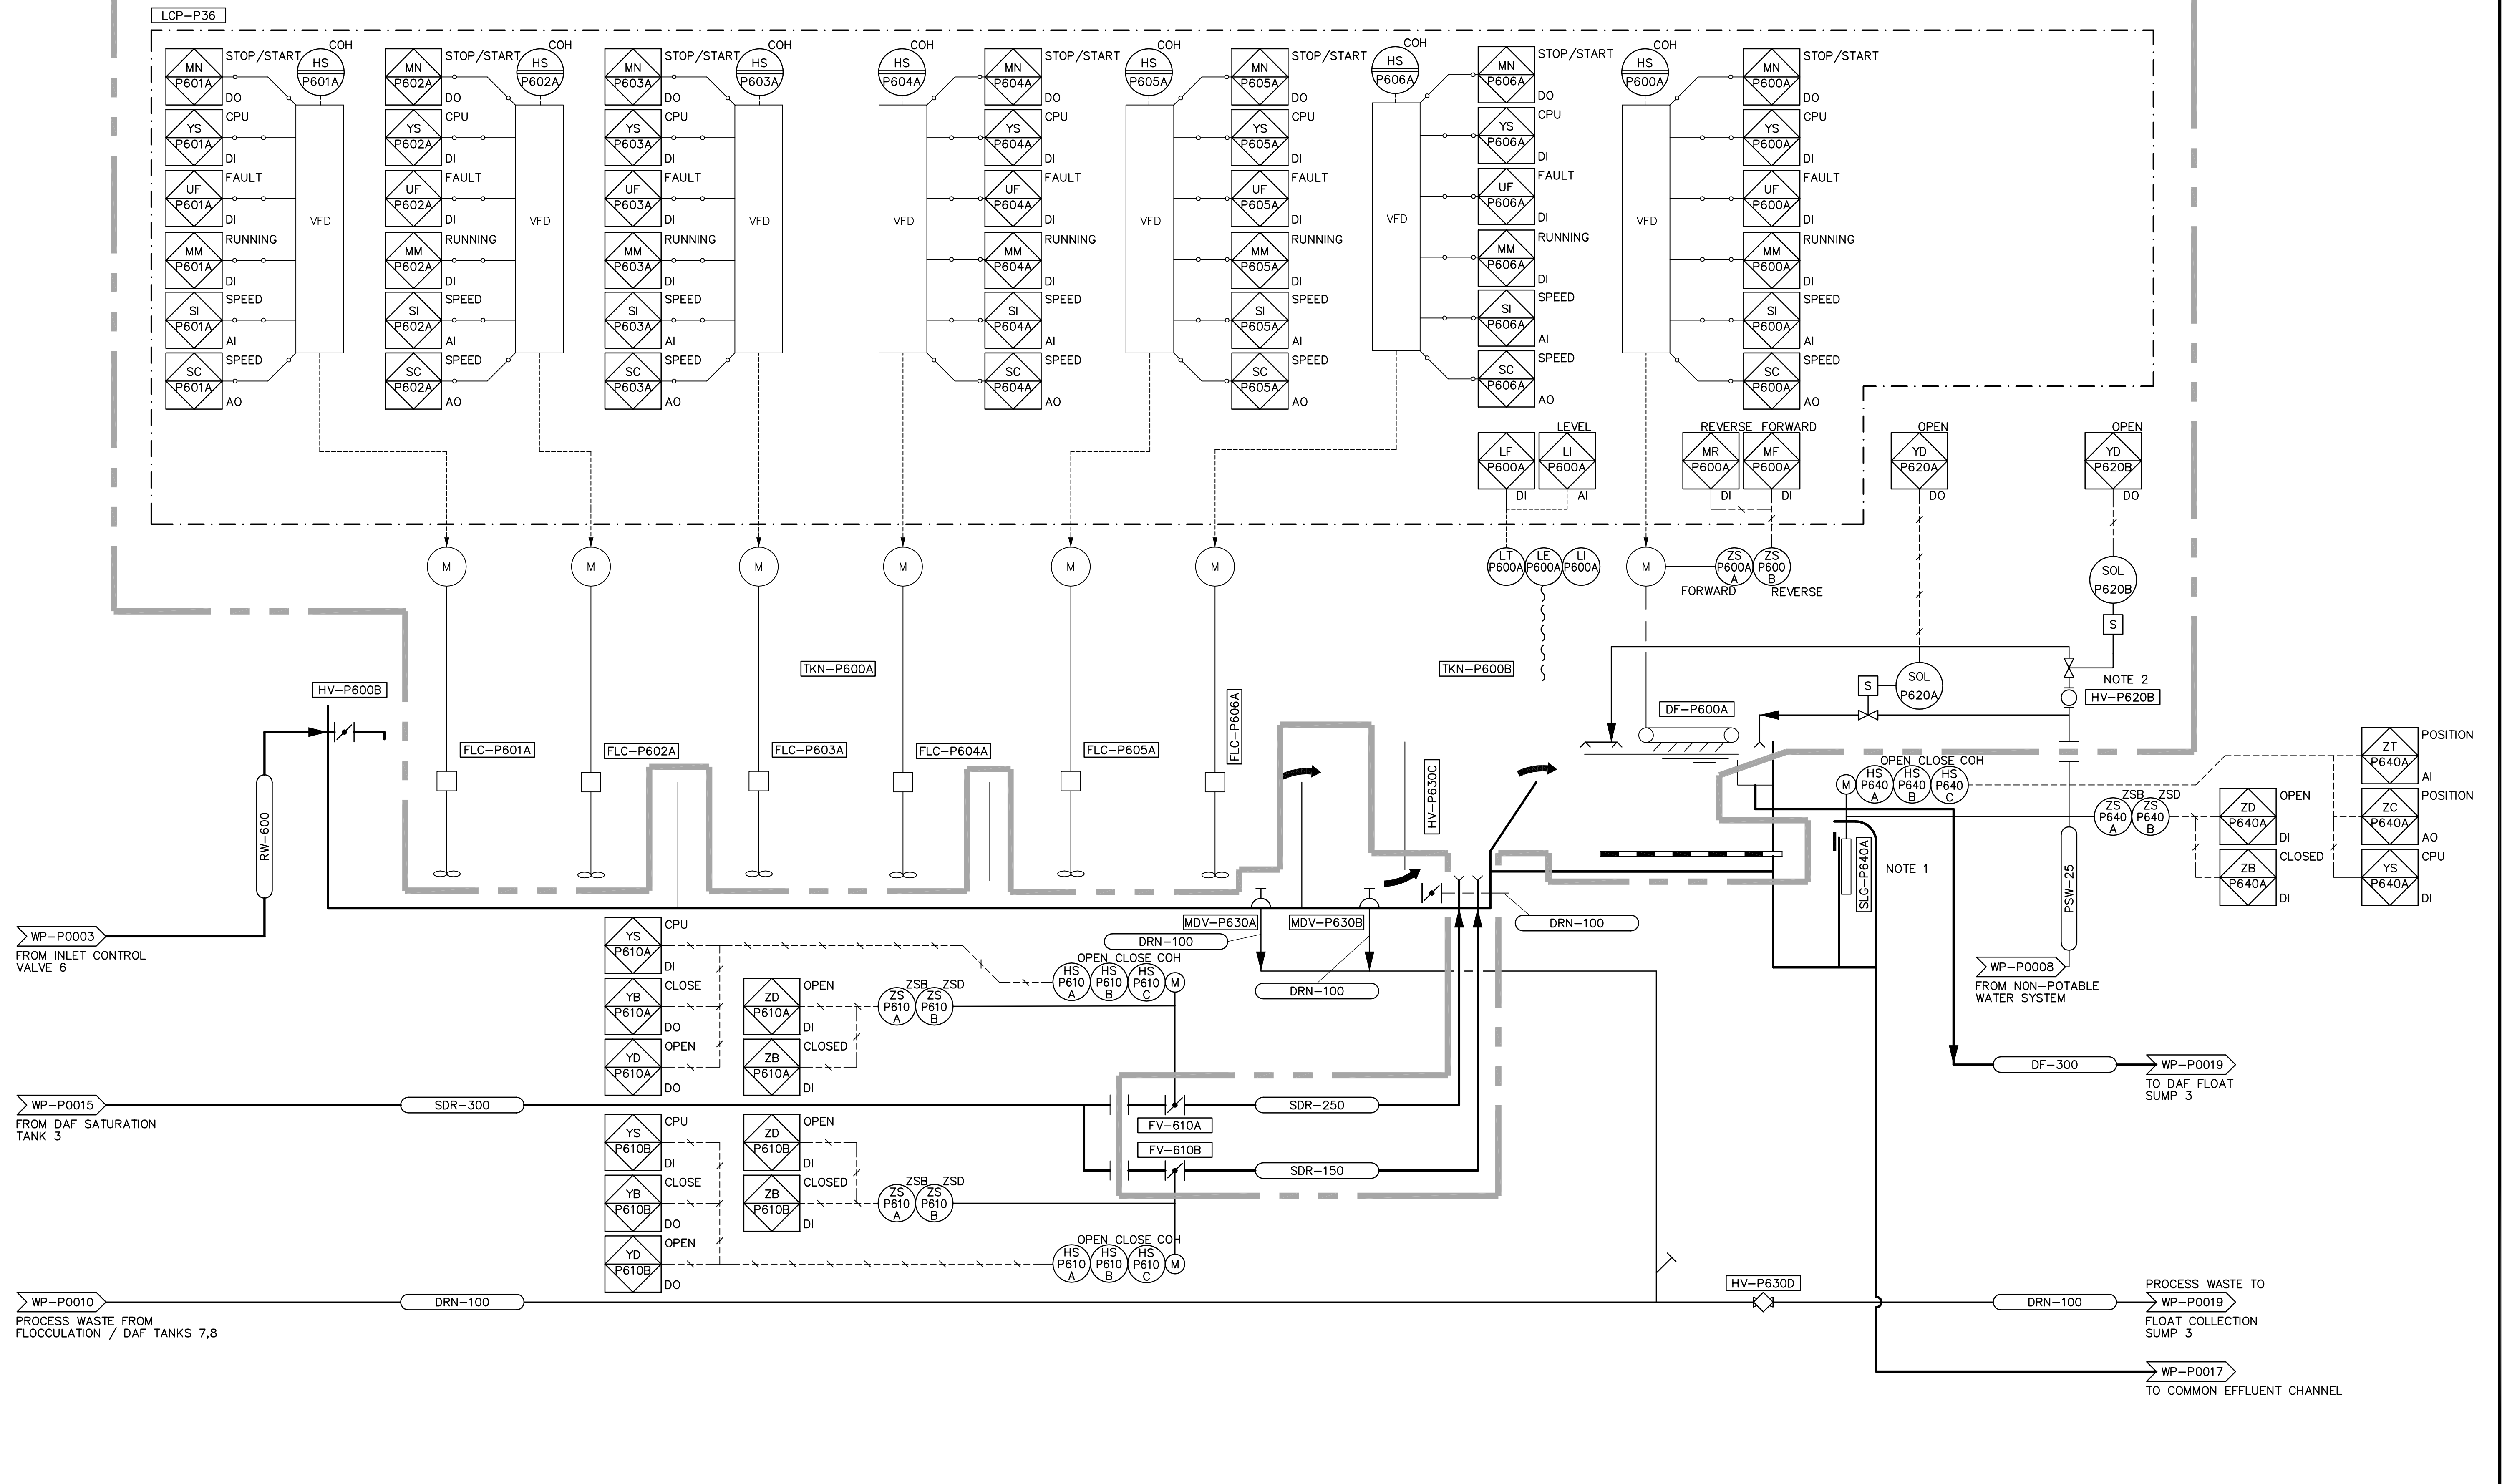 LCP-P36
COH COH COH COH COH COH COH
MN P601A STOP/START DO HS P601A
MN P602A STOP/START DO HS P602A
MN P603A STOP/START DO HS P603A
HS P604A MN P604A STOP/START DO
HS P605A MN P605A STOP/START DO
HS P606A MN P606A STOP/START DO
HS P600A MN P600A STOP/START DO
YS P601A CPU DI
YS P602A CPU DI
YS P603A CPU DI
YS P604A CPU DI
YS P605A CPU DI
YS P606A CPU DI
YS P600A CPU DI
UF P601A FAULT DI
UF P602A FAULT DI
UF P603A FAULT DI
UF P604A FAULT DI
UF P605A FAULT DI
UF P606A FAULT DI
UF P600A FAULT DI
VFD VFD VFD VFD VFD VFD VFD
MM P601A RUNNING DI
MM P602A RUNNING DI
MM P603A RUNNING DI
MM P604A RUNNING DI
MM P605A RUNNING DI
MM P606A RUNNING DI
MM P600A RUNNING DI
SI P601A SPEED AI
SI P602A SPEED AI
SI P603A SPEED AI
SI P604A SPEED AI
SI P605A SPEED AI
SI P606A SPEED AI
SI P600A SPEED AI
SC P601A SPEED AO
SC P602A SPEED AO
SC P603A SPEED AO
SC P604A SPEED AO
SC P605A SPEED AO
SC P606A SPEED AO
SC P600A SPEED AO
LF P600A DI
LEVEL
LI P600A AI
REVERSE FORWARD
MR P600A DI
MF P600A DI
OPEN
YD P620A DO
OPEN
YD P620B DO
M M M M M M
LT P600A
LE P600A
LI P600A
M
ZS P600A A
ZS P600 B
FORWARD REVERSE
SOL P620B
S
TKN-P600A
TKN-P600B
HV-P600B
S
SOL P620A
NOTE 2
HV-P620B
DF-P600A
FLC-P601A
FLC-P602A
FLC-P603A
FLC-P604A
FLC-P605A
FLC-P606A
HV-P630C
RW-600
OPEN CLOSE COH
M
HS P640 A
HS P640 B
HS P640 C
ZT P640A POSITION AI
ZSB ZSD
ZS P640 A
ZS P640 B
ZD P640A OPEN DI
ZC P640A POSITION AO
ZB P640A CLOSED DI
YS P640A CPU DI
SLG-P640A
NOTE 1
PSW-25
MDV-P630A
MDV-P630B
DRN-100
DRN-100
DRN-100
WP-P0003
FROM INLET CONTROL
VALVE 6
WP-P0008
FROM NON-POTABLE
WATER SYSTEM
YS P610A CPU DI
YB P610A CLOSE DO
YD P610A OPEN DO
ZD P610A OPEN DI
ZB P610A CLOSED DI
ZSB ZSD
ZS P610 A
ZS P610 B
OPEN CLOSE COH
HS P610 A
HS P610 B
HS P610 C
M
DF-300
WP-P0019
TO DAF FLOAT
SUMP 3
WP-P0015
FROM DAF SATURATION
TANK 3
SDR-300
SDR-250
FV-610A
FV-610B
SDR-150
YS P610B CPU DI
YB P610B CLOSE DO
YD P610B OPEN DO
ZD P610B OPEN DI
ZB P610B CLOSED DI
ZSB ZSD
ZS P610 A
ZS P610 B
OPEN CLOSE COH
HS P610 A
HS P610 B
HS P610 C
M
WP-P0010
PROCESS WASTE FROM
FLOCCULATION / DAF TANKS 7,8
DRN-100
HV-P630D
DRN-100
PROCESS WASTE TO
WP-P0019
FLOAT COLLECTION
SUMP 3
WP-P0017
TO COMMON EFFLUENT CHANNEL